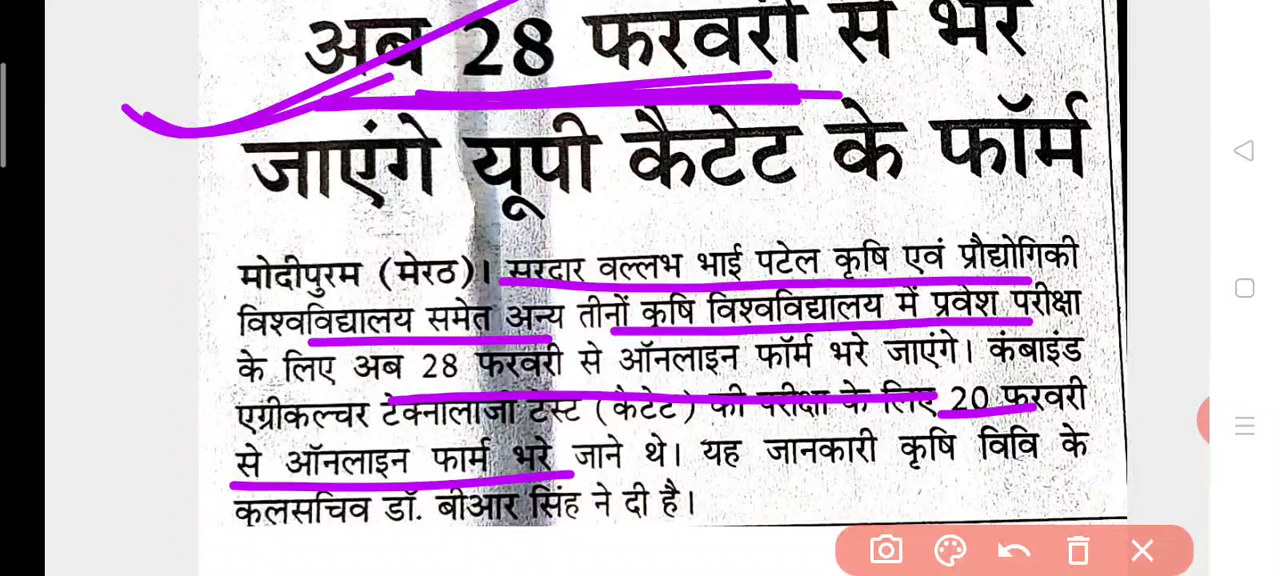 अब 28 फरवरी से भरे
जाएंगे यूपी कैटेट के फॉर्म
मोदीपुरम (मेरठ)। सरदार वल्लभ भाई पटेल कृषि एवं प्रौद्योगिकी
विश्वविद्यालय समेत अन्य तीनों कृषि विश्वविद्यालय में प्रवेश परीक्षा
के लिए अब 28 फरवरी से ऑनलाइन फॉर्म भरे जाएंगे। कंबाइंड
एग्रीकल्चर टेक्नोलॉजी टेस्ट (कैटेट) की परीक्षा के लिए 20 फरवरी
से ऑनलाइन फार्म भरे जाने थे। यह जानकारी कृषि विवि के
कुलसचिव डॉ. बीआर सिंह ने दी है।